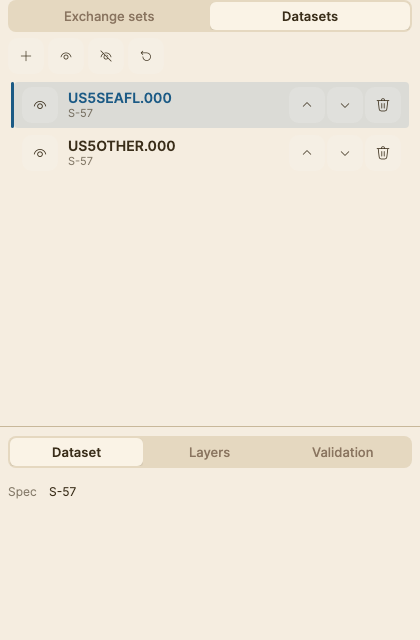 Exchange sets Datasets
US5SEAFL.000
S-57
US5OTHER.000
S-57
Dataset Layers Validation
Spec S-57